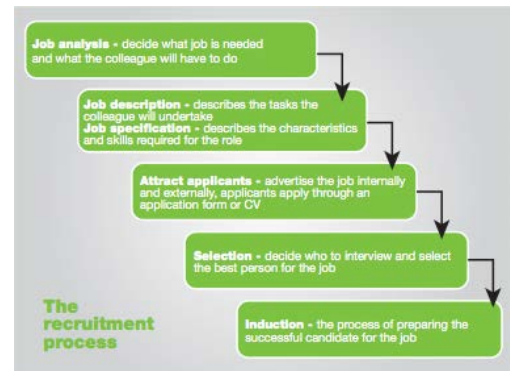 Job analysis - decide what job is needed
and what the colleague will have to do
Job description - describes the tasks the
colleague will undertake
Job specification - describes the characteristics
and skills required for the role
Attract applicants - advertise the job internally
and externally, applicants apply through an
application form or CV
Selection - decide who to interview and select
the best person for the job
Induction - the process of preparing the
successful candidate for the job
The
recruitment
process